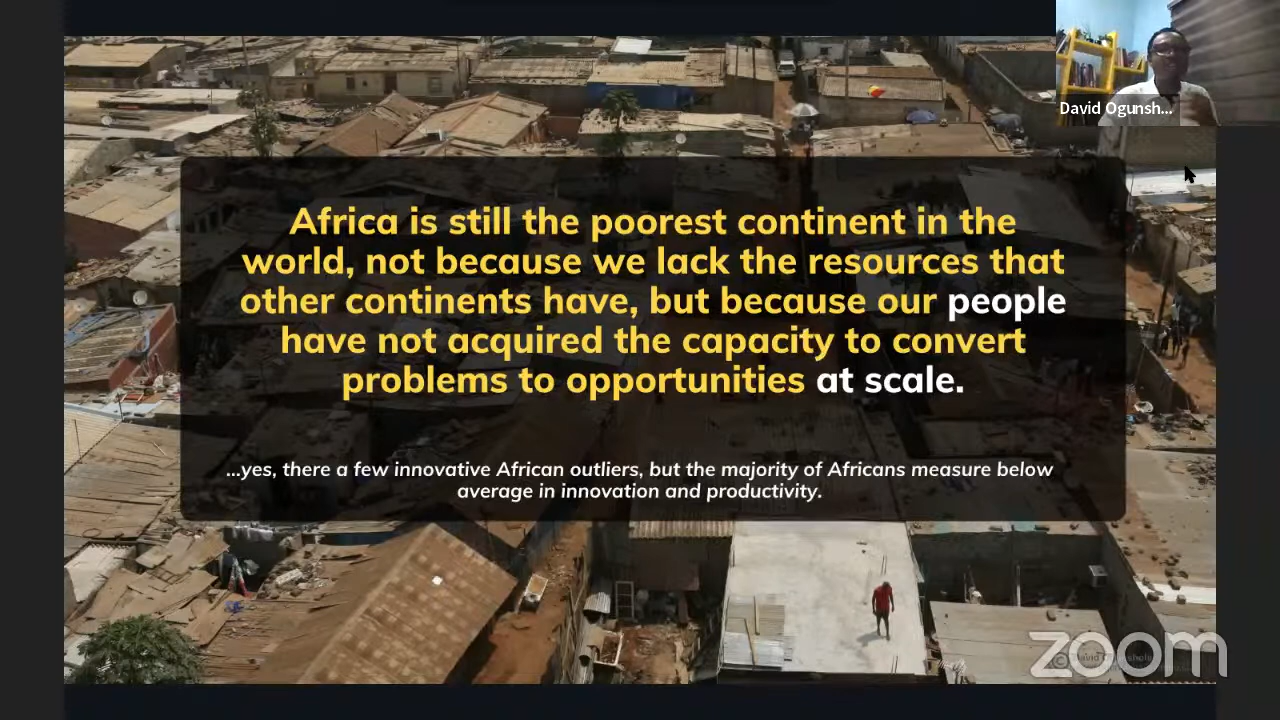 David Ogunsh...
Africa is still the poorest continent in the
world, not because we lack the resources that
other continents have, but because our people
have not acquired the capacity to convert
problems to opportunities at scale.
...yes, there a few innovative African outliers, but the majority of Africans measure below
average in innovation and productivity.
zoom